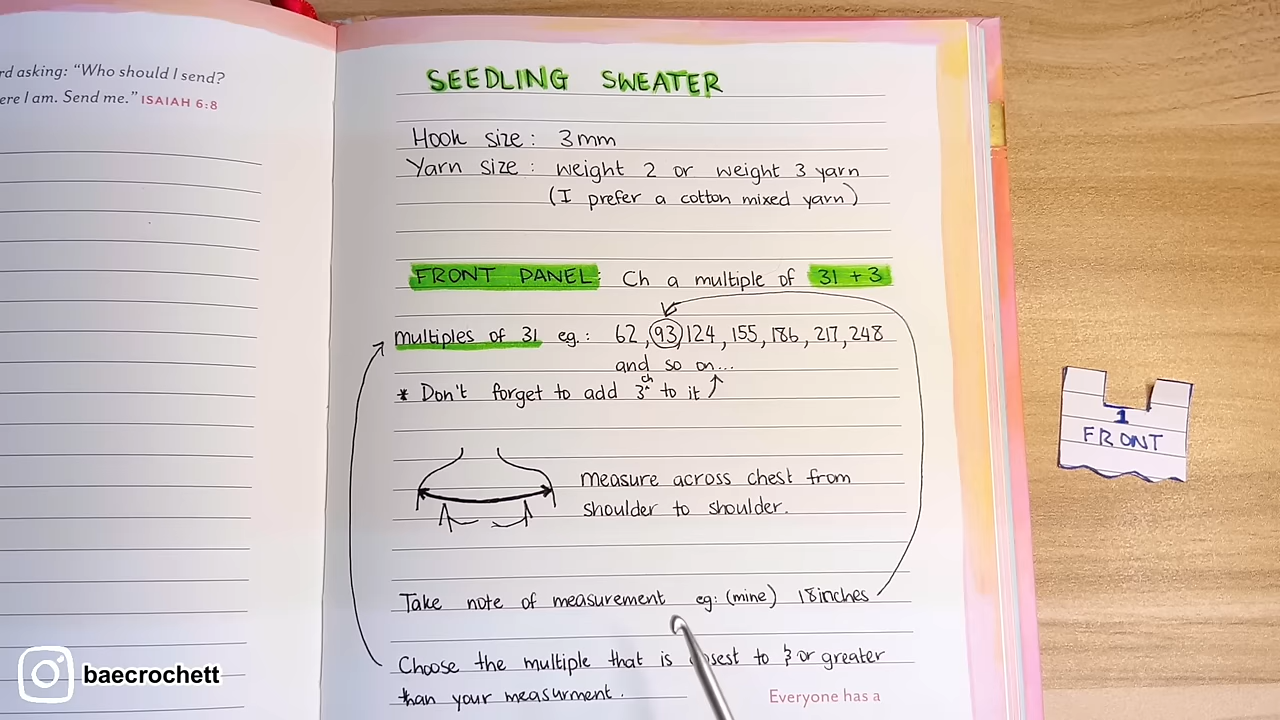 rd asking: “Who should I send?
ere I am. Send me.” ISAIAH 6:8
SEEDLING SWEATER
Hook size: 3mm
Yarn size: weight 2 or weight 3 yarn
(I prefer a cotton mixed yarn)
FRONT PANEL: Ch a multiple of 31 + 3
multiples of 31 eg.: 62, 93, 124, 155, 186, 217, 248
and so on...
* Don't forget to add 3 ch to it
measure across chest from
shoulder to shoulder.
Take note of measurement eg: (mine) 18 inches
Choose the multiple that is to & or greater
than your measurment.
Everyone has a
1
FRONT
baecrochett